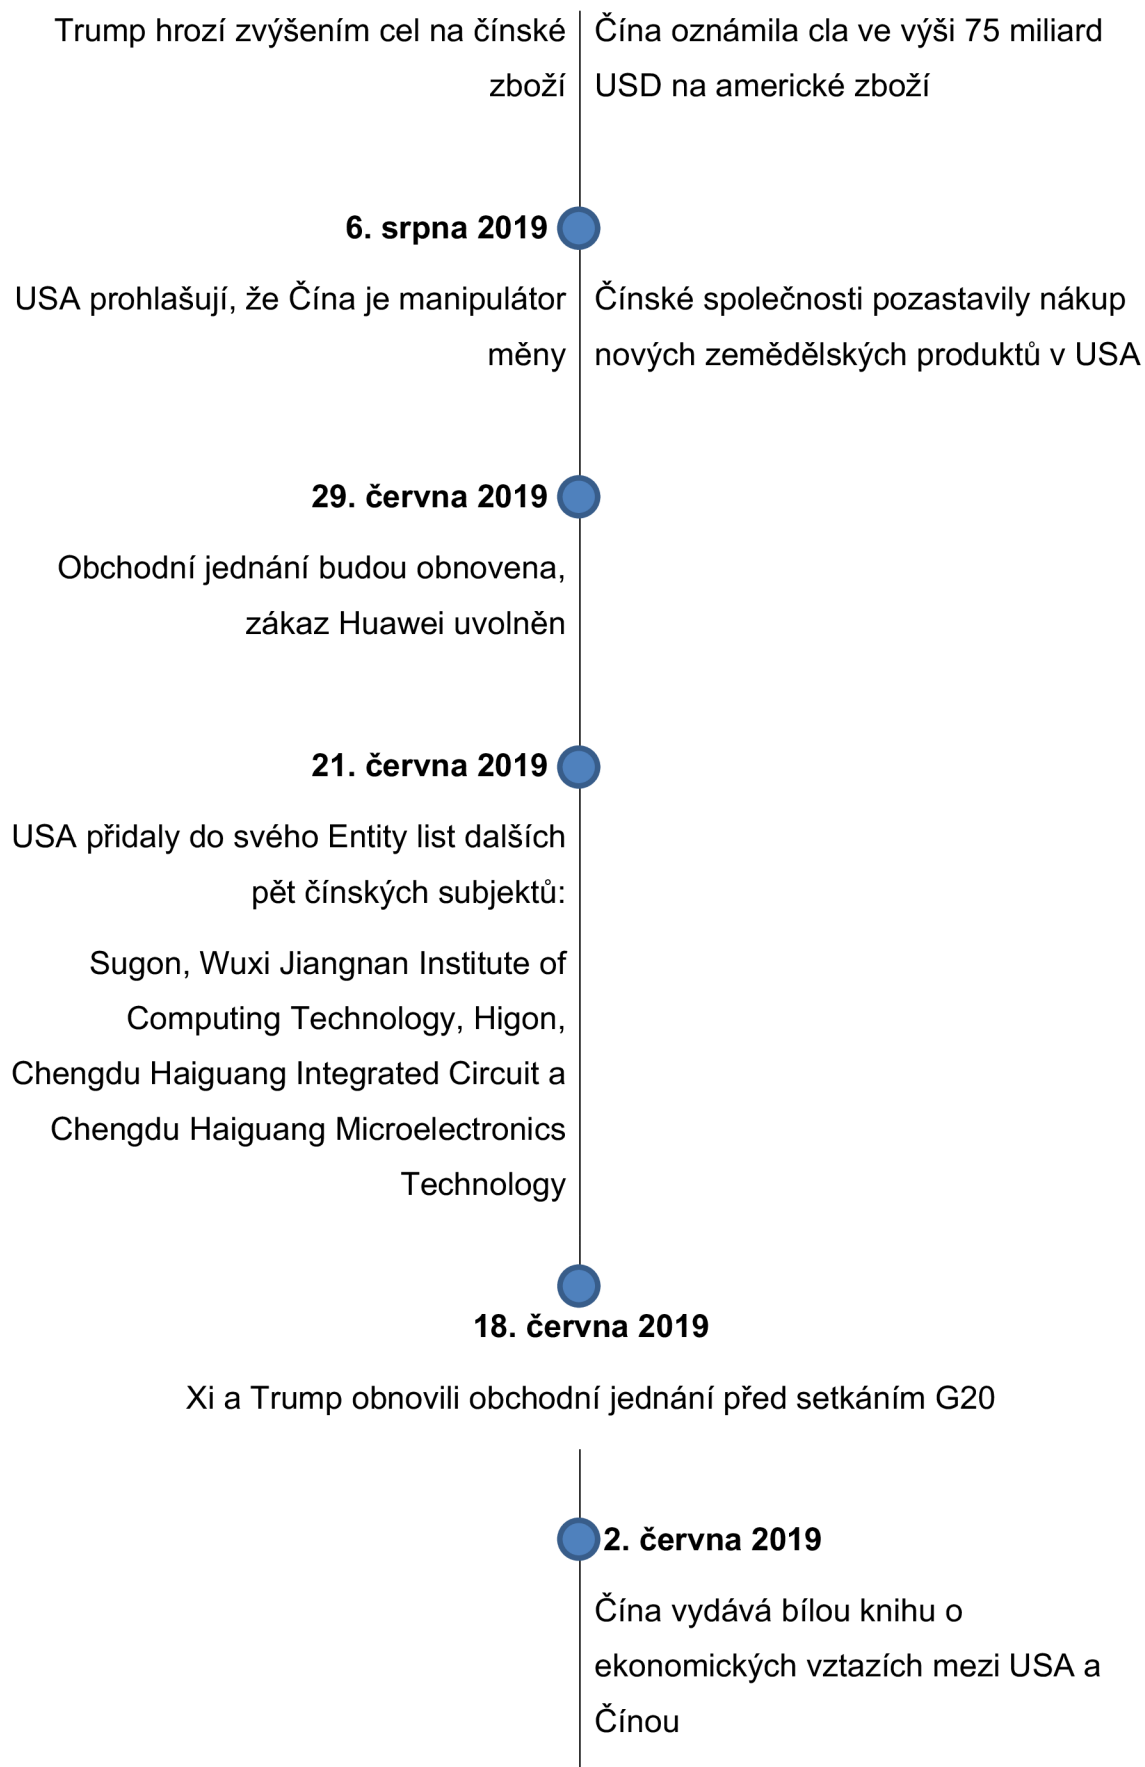 Trump hrozí zvýšením cel na čínské
zboží
Čína oznámila cla ve výši 75 miliard
USD na americké zboží
6. srpna 2019
USA prohlašují, že Čína je manipulátor
měny
Čínské společnosti pozastavily nákup
nových zemědělských produktů v USA
29. června 2019
Obchodní jednání budou obnovena,
zákaz Huawei uvolněn
21. června 2019
USA přidaly do svého Entity list dalších
pět čínských subjektů:
Sugon, Wuxi Jiangnan Institute of
Computing Technology, Higon,
Chengdu Haiguang Integrated Circuit a
Chengdu Haiguang Microelectronics
Technology
18. června 2019
Xi a Trump obnovili obchodní jednání před setkáním G20
2. června 2019
Čína vydává bílou knihu o
ekonomických vztazích mezi USA a
Čínou